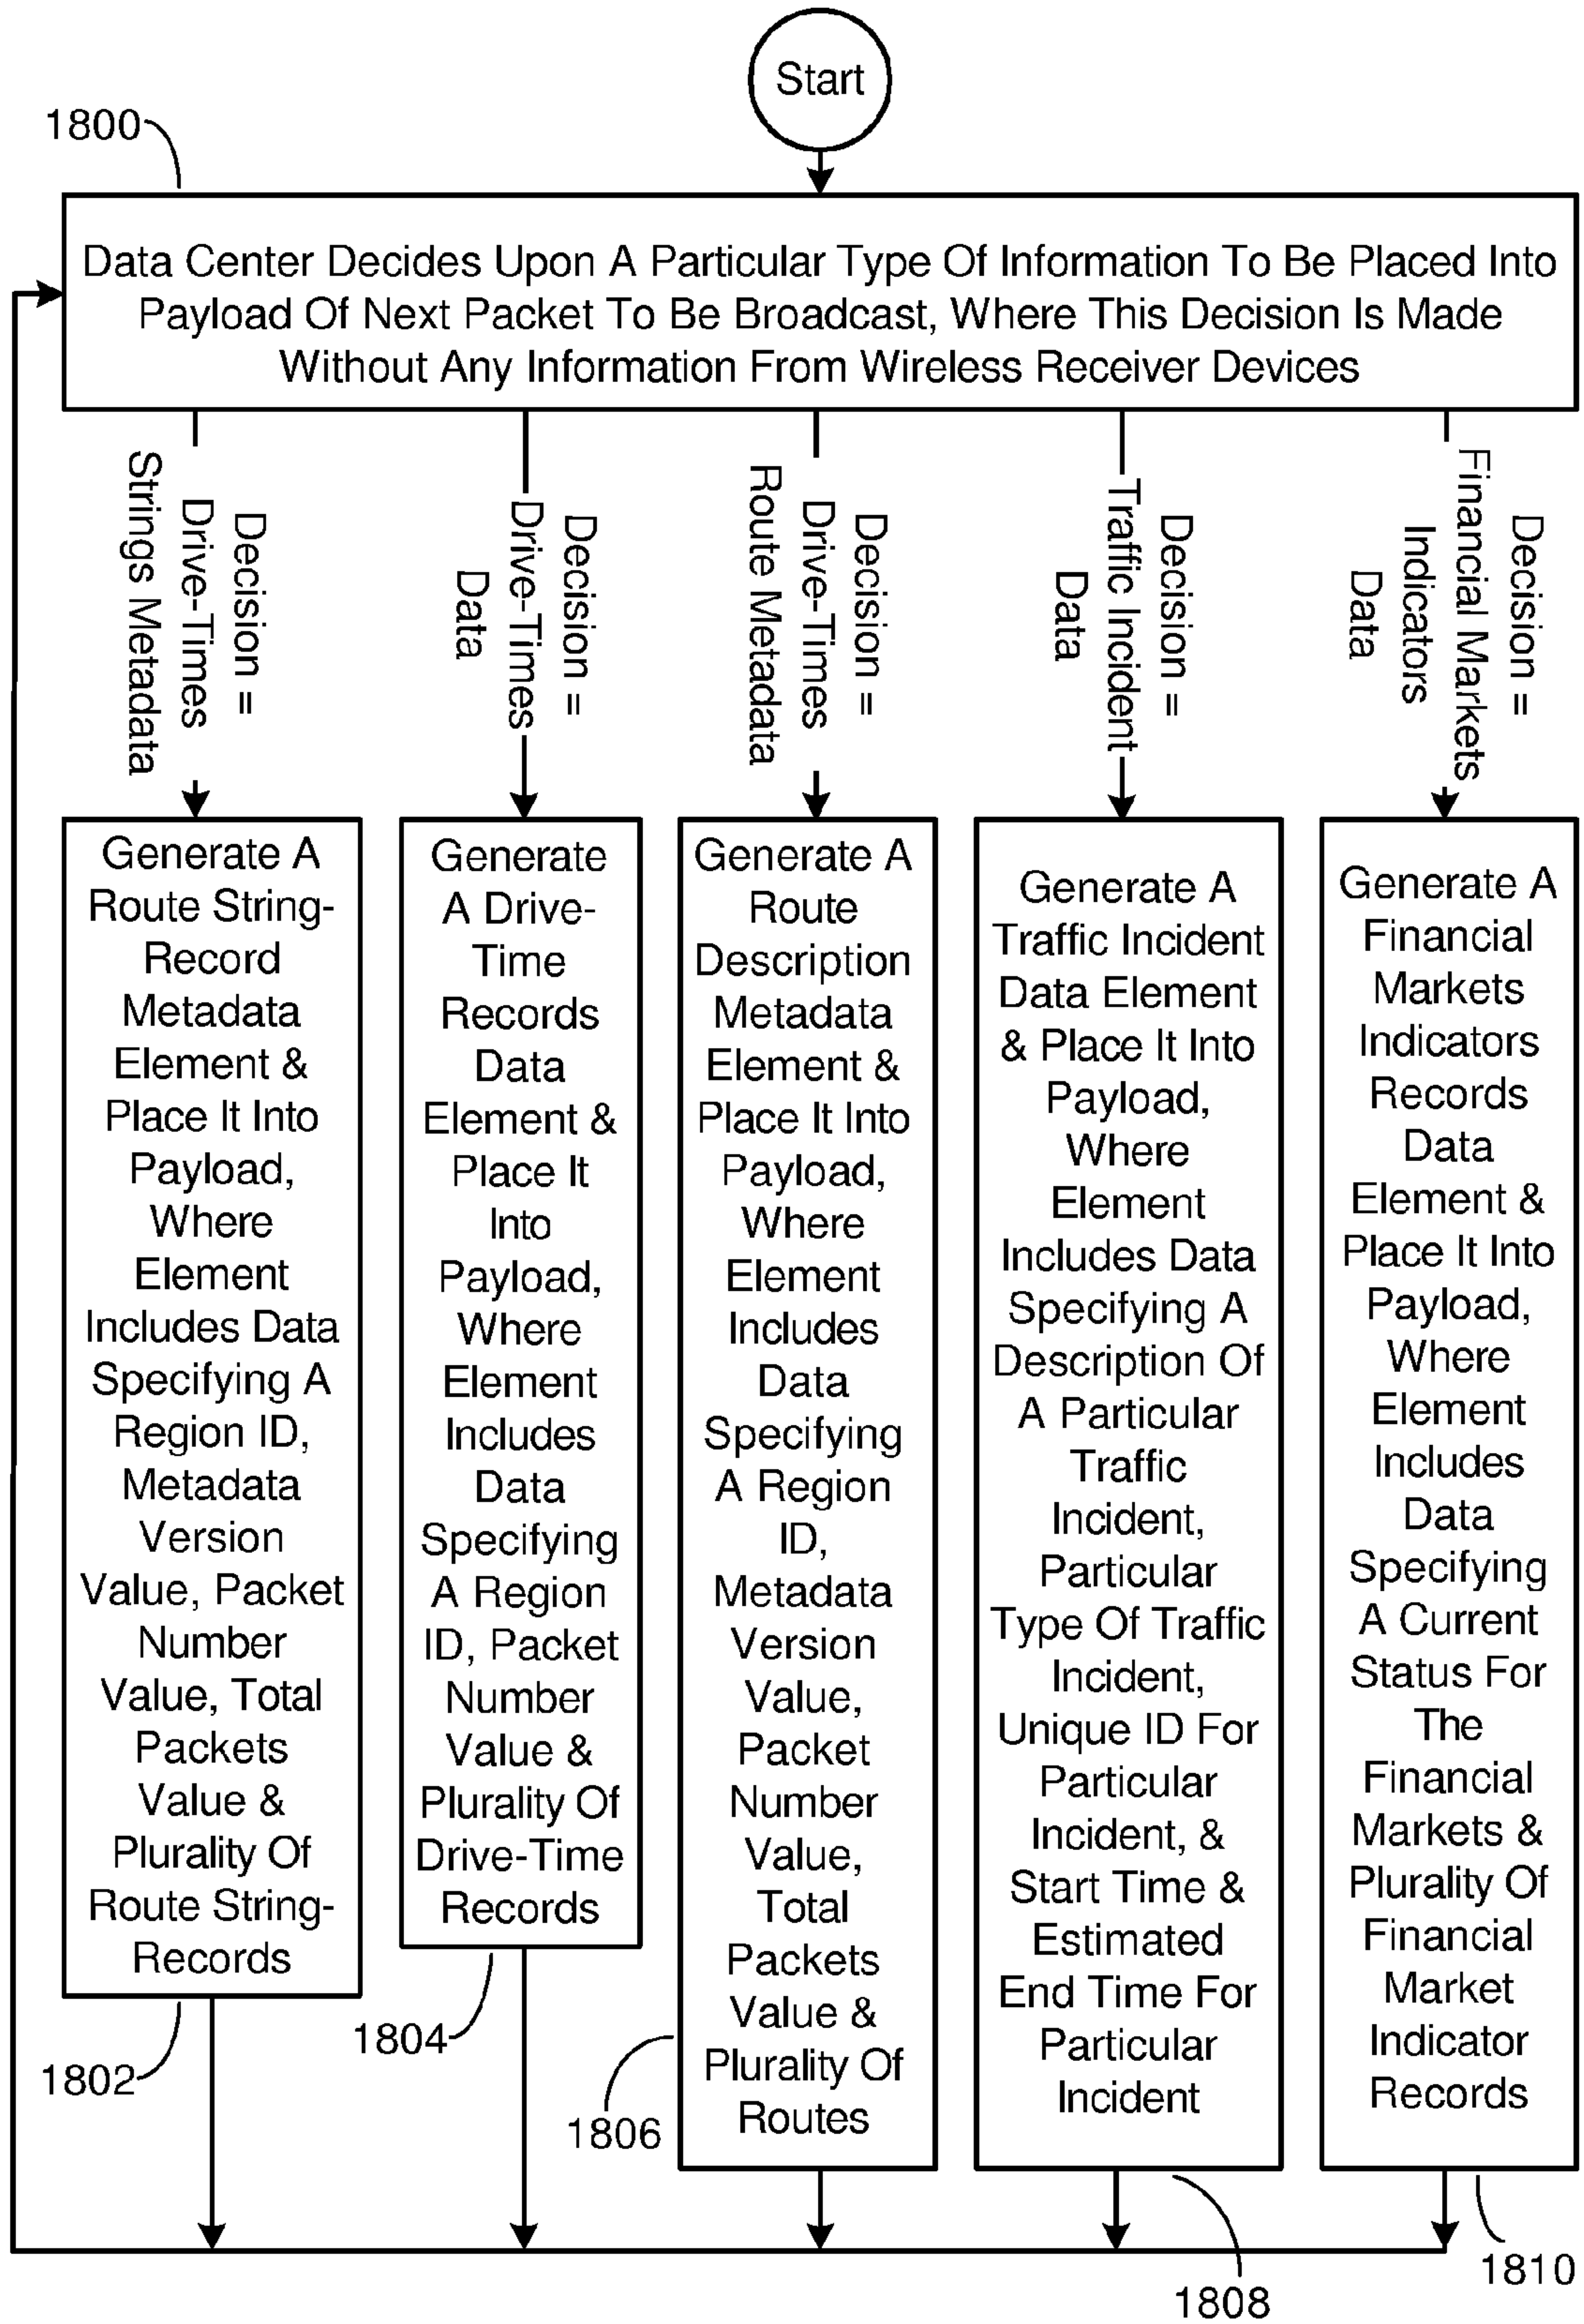 Start
1800
Data Center Decides Upon A Particular Type Of Information To Be Placed Into
Payload Of Next Packet To Be Broadcast, Where This Decision Is Made
Without Any Information From Wireless Receiver Devices
Decision =
Drive-Times
Strings Metadata
Decision =
Drive-Times
Data
Decision =
Drive-Times
Route Metadata
Decision =
Traffic Incident
Data
Decision =
Financial Markets
Indicators
Data
Generate A
Route String-
Record
Metadata
Element &
Place It Into
Payload,
Where
Element
Includes Data
Specifying A
Region ID,
Metadata
Version
Value, Packet
Number
Value, Total
Packets
Value &
Plurality Of
Route String-
Records
1802
Generate
A Drive-
Time
Records
Data
Element &
Place It
Into
Payload,
Where
Element
Includes
Data
Specifying
A Region
ID, Packet
Number
Value &
Plurality Of
Drive-Time
Records
1804
Generate A
Route
Description
Metadata
Element &
Place It Into
Payload,
Where
Element
Includes
Data
Specifying
A Region
ID,
Metadata
Version
Value,
Packet
Number
Value,
Total
Packets
Value &
Plurality Of
Routes
1806
Generate A
Traffic Incident
Data Element
& Place It Into
Payload,
Where
Element
Includes Data
Specifying A
Description Of
A Particular
Traffic
Incident,
Particular
Type Of Traffic
Incident,
Unique ID For
Particular
Incident, &
Start Time &
Estimated
End Time For
Particular
Incident
1808
Generate A
Financial
Markets
Indicators
Records
Data
Element &
Place It Into
Payload,
Where
Element
Includes
Data
Specifying
A Current
Status For
The
Financial
Markets &
Plurality Of
Financial
Market
Indicator
Records
1810